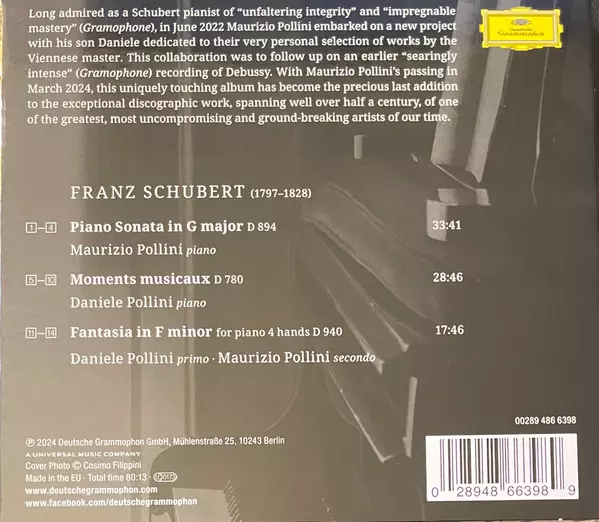 Long admired as a Schubert pianist of "unfaltering integrity" and "impregnable
mastery" (Gramophone), in June 2022 Maurizio Pollini embarked on a new project
with his son Daniele dedicated to their very personal selection of works by the
Viennese master. This collaboration was to follow up on an earlier "searingly
intense" (Gramophone) recording of Debussy. With Maurizio Pollini's passing in
March 2024, this uniquely touching album has become the precious last addition
to the exceptional discographic work, spanning well over half a century, of one
of the greatest, most uncompromising and ground-breaking artists of our time.
Deutsche
Grammophon
FRANZ SCHUBERT (1797–1828)
1–4 Piano Sonata in G major D 894 33:41
Maurizio Pollini piano
5–10 Moments musicaux D 780 28:46
Daniele Pollini piano
11–14 Fantasia in F minor for piano 4 hands D 940 17:46
Daniele Pollini primo · Maurizio Pollini secondo
℗ 2024 Deutsche Grammophon GmbH, Mühlenstraße 25, 10243 Berlin
A UNIVERSAL MUSIC COMPANY
Cover Photo © Cosimo Filippini
Made in the EU · Total time 80:13 ·
www.deutschegrammophon.com
www.facebook.com/deutschegrammophon
00289 486 6398
0 28948 66398 9